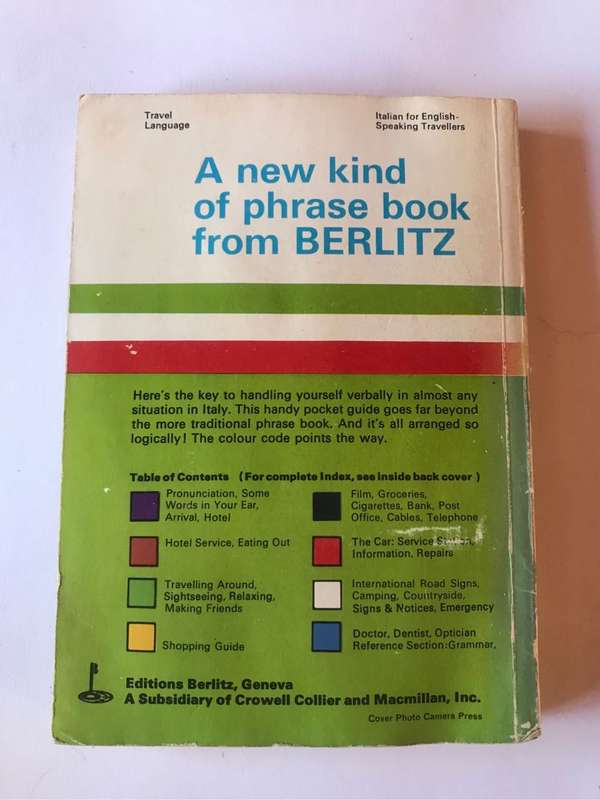 Travel
Language
Italian for English-
Speaking Travellers
A new kind
of phrase book
from BERLITZ
Here's the key to handling yourself verbally in almost any
situation in Italy. This handy pocket guide goes far beyond
the more traditional phrase book. And it's all arranged so
logically! The colour code points the way.
Table of Contents (For complete Index, see inside back cover)
Pronunciation, Some
Words in Your Ear,
Arrival, Hotel
Hotel Service, Eating Out
Travelling Around,
Sightseeing, Relaxing,
Making Friends
Shopping Guide
Film, Groceries,
Cigarettes, Bank, Post
Office, Cables, Telephone
The Car: Service Station,
Information, Repairs
International Road Signs,
Camping, Countryside,
Signs & Notices, Emergency
Doctor, Dentist, Optician
Reference Section: Grammar,
Editions Berlitz, Geneva
A Subsidiary of Crowell Collier and Macmillan, Inc.
Cover Photo Camera Press